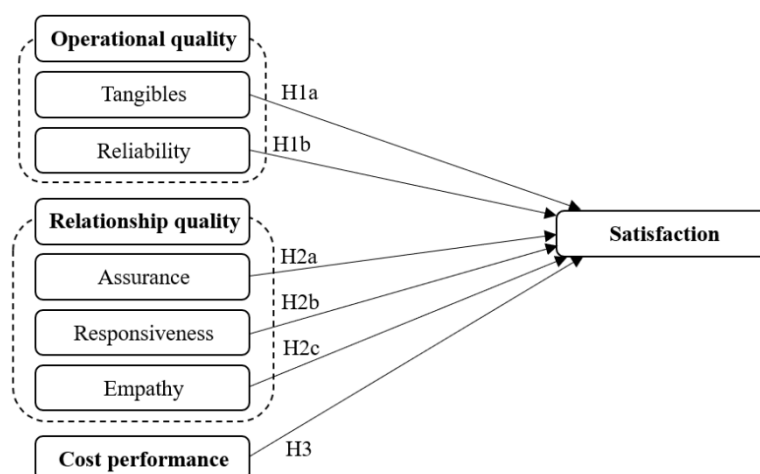 Operational quality
Tangibles
H1a
Reliability
H1b
Relationship quality
Satisfaction
Assurance
H2a
Responsiveness
H2b
Empathy
H2c
Cost performance
H3